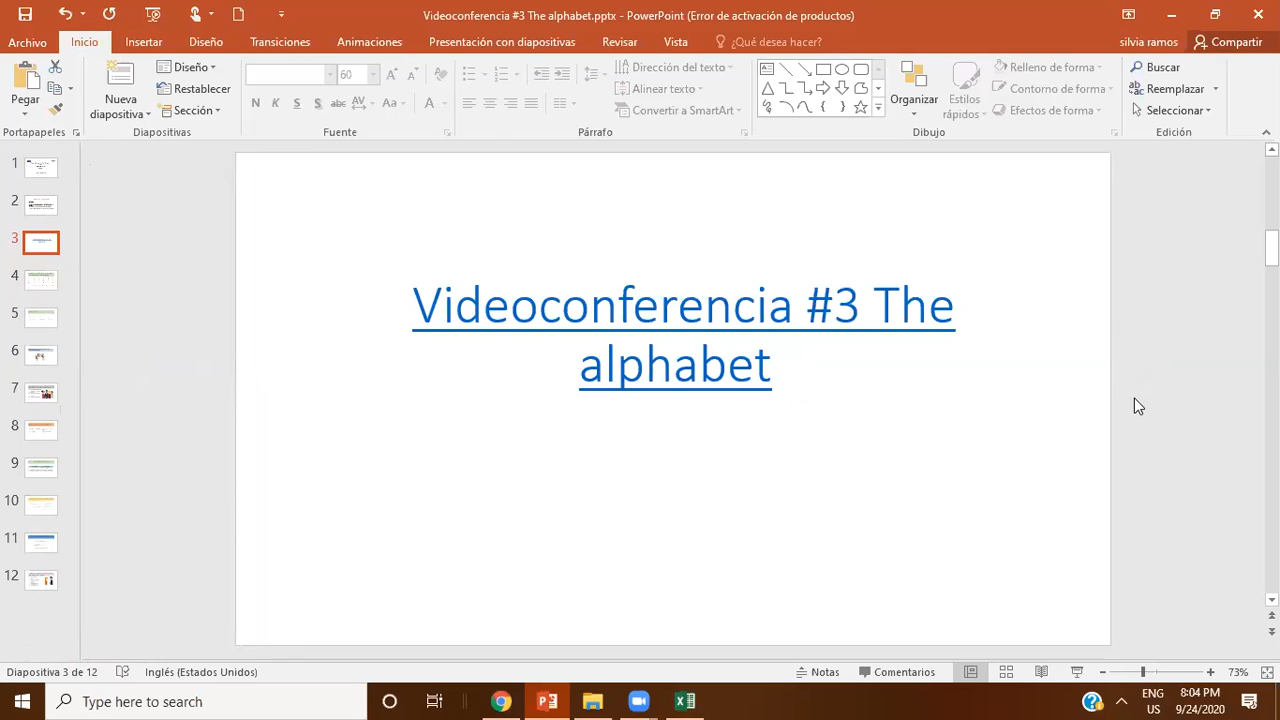 Videoconferencia #3 The alphabet.pptx - PowerPoint (Error de activación de productos)
Archivo Inicio Insertar Diseño Transiciones Animaciones Presentación con diapositivas Revisar Vista ¿Qué desea hacer? silvia ramos Compartir
Pegar
Portapapeles
Nueva diapositiva
Diseño
Restablecer
Sección
Diapositivas
60
N K S S abc AV Aa A
Fuente
Dirección del texto
Alinear texto
Convertir a SmartArt
Párrafo
Organizar
Estilos rápidos
Relleno de forma
Contorno de forma
Efectos de forma
Dibujo
Buscar
Reemplazar
Seleccionar
Edición
1
2
3
4
5
6
7
8
9
10
11
12
Videoconferencia #3 The
alphabet
Diapositiva 3 de 12 Inglés (Estados Unidos) Notas Comentarios 73%
Type here to search
ENG
US
8:04 PM
9/24/2020